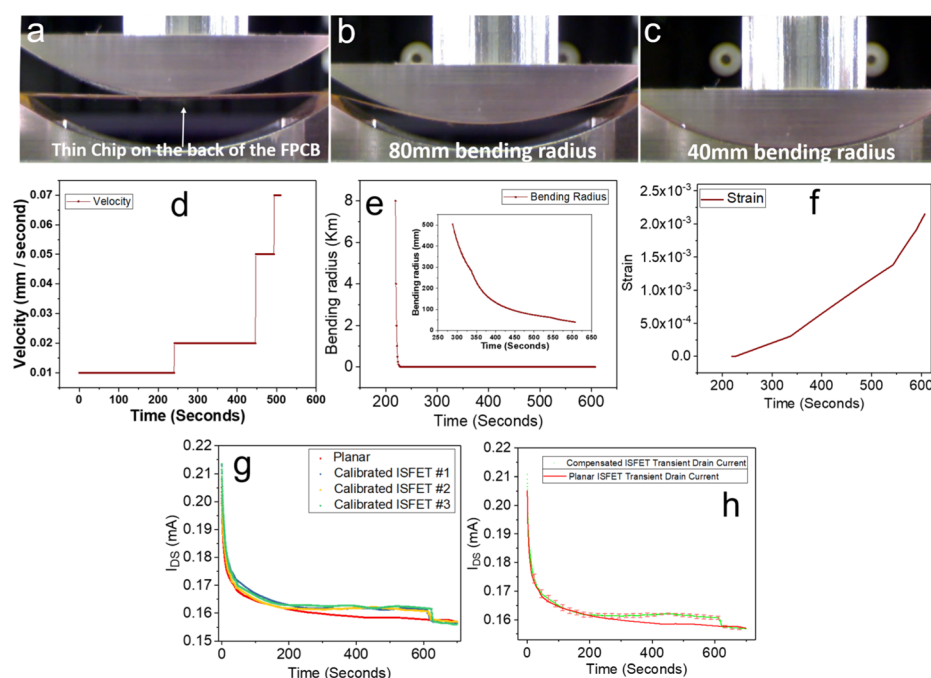 a
b
c
Thin Chip on the back of the FPCB
80mm bending radius
40mm bending radius
d
Velocity
Velocity (mm / second)
0.07
0.06
0.05
0.04
0.03
0.02
0.01
0 100 200 300 400 500 600
Time (Seconds)
e
Bending Radius
Bending radius (Km)
8
6
4
2
0
200 300 400 500 600
Time (Seconds)
Bending radius (mm)
500
400
300
200
100
0
250 300 350 400 450 500 550 600 650
Time (Seconds)
f
Strain
Strain
2.5x10⁻³
2.0x10⁻³
1.5x10⁻³
1.0x10⁻³
5.0x10⁻⁴
0.0
200 300 400 500 600
Time (Seconds)
g
Planar
Calibrated ISFET #1
Calibrated ISFET #2
Calibrated ISFET #3
I_DS (mA)
0.22
0.21
0.20
0.19
0.18
0.17
0.16
0.15
0 200 400 600
Time (Seconds)
h
Compensated ISFET Transient Drain Current
Planar ISFET Transient Drain Current
I_DS (mA)
0.22
0.21
0.20
0.19
0.18
0.17
0.16
0 200 400 600
Time (Seconds)